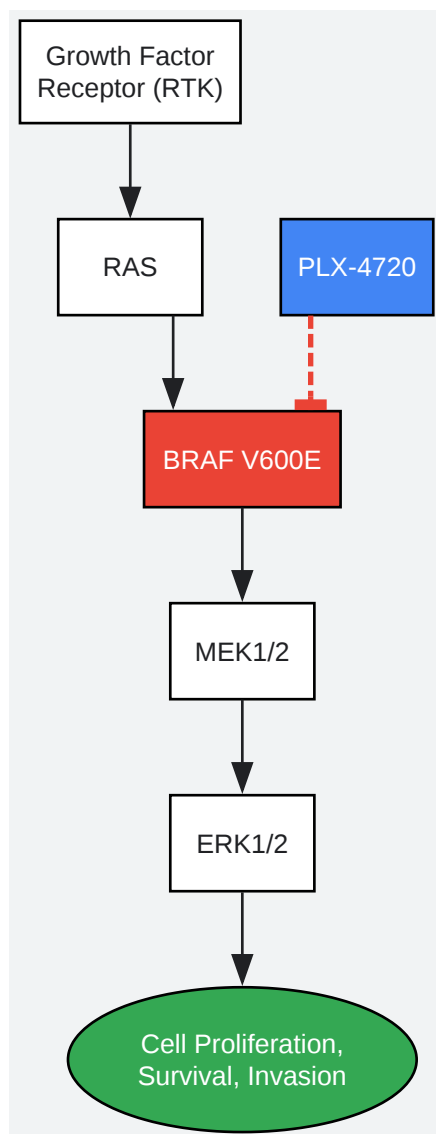 Growth Factor
Receptor (RTK)
RAS
PLX-4720
BRAF V600E
MEK1/2
ERK1/2
Cell Proliferation,
Survival, Invasion